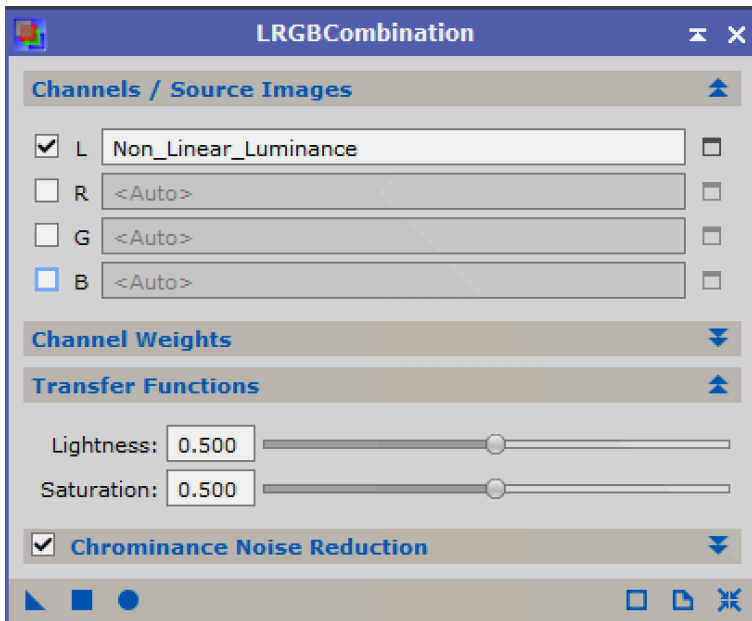 LRGBCombination
Channels / Source Images
L Non_Linear_Luminance
R <Auto>
G <Auto>
B <Auto>
Channel Weights
Transfer Functions
Lightness: 0.500
Saturation: 0.500
Chrominance Noise Reduction